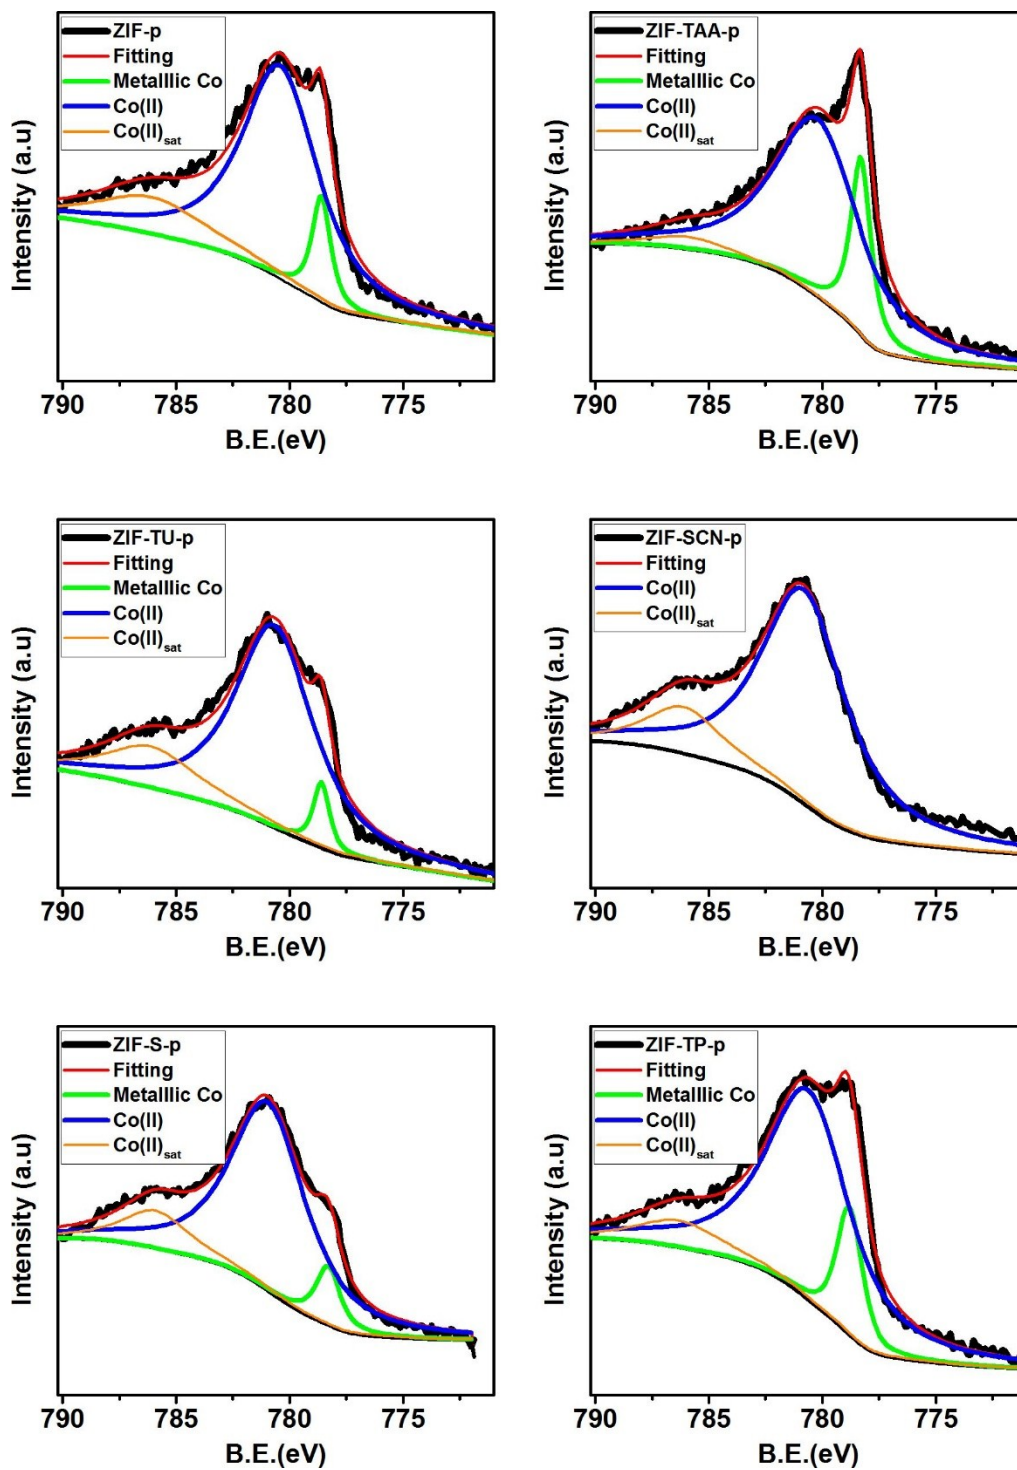 ZIF-p
Fitting
Metalllic Co
Co(II)
Co(II)sat
Intensity (a.u)
790 785 780 775
B.E.(eV)
ZIF-TAA-p
Fitting
Metalllic Co
Co(II)
Co(II)sat
Intensity (a.u)
790 785 780 775
B.E.(eV)
ZIF-TU-p
Fitting
Metalllic Co
Co(II)
Co(II)sat
Intensity (a.u)
790 785 780 775
B.E.(eV)
ZIF-SCN-p
Fitting
Co(II)
Co(II)sat
Intensity (a.u)
790 785 780 775
B.E.(eV)
ZIF-S-p
Fitting
Metalllic Co
Co(II)
Co(II)sat
Intensity (a.u)
790 785 780 775
B.E.(eV)
ZIF-TP-p
Fitting
Metalllic Co
Co(II)
Co(II)sat
Intensity (a.u)
790 785 780 775
B.E.(eV)